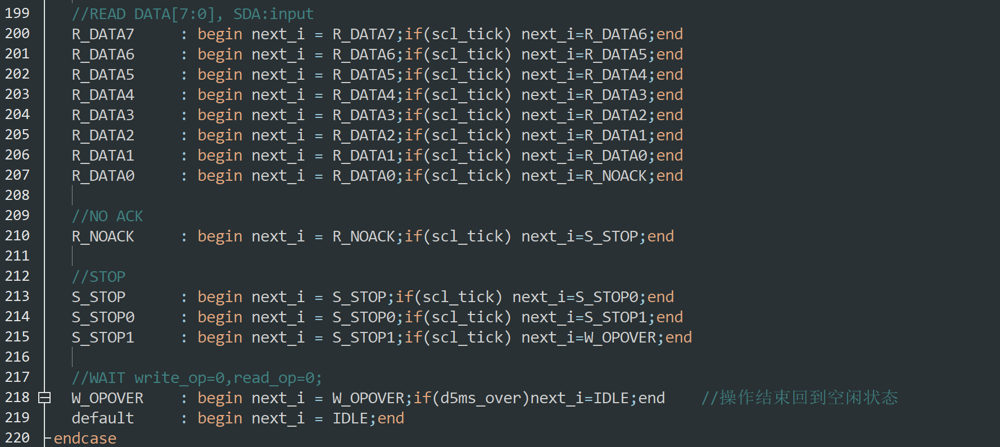 199 //READ DATA[7:0], SDA:input
200 R_DATA7 : begin next_i = R_DATA7;if(scl_tick) next_i=R_DATA6;end
201 R_DATA6 : begin next_i = R_DATA6;if(scl_tick) next_i=R_DATA5;end
202 R_DATA5 : begin next_i = R_DATA5;if(scl_tick) next_i=R_DATA4;end
203 R_DATA4 : begin next_i = R_DATA4;if(scl_tick) next_i=R_DATA3;end
204 R_DATA3 : begin next_i = R_DATA3;if(scl_tick) next_i=R_DATA2;end
205 R_DATA2 : begin next_i = R_DATA2;if(scl_tick) next_i=R_DATA1;end
206 R_DATA1 : begin next_i = R_DATA1;if(scl_tick) next_i=R_DATA0;end
207 R_DATA0 : begin next_i = R_DATA0;if(scl_tick) next_i=R_NOACK;end
208
209 //NO ACK
210 R_NOACK : begin next_i = R_NOACK;if(scl_tick) next_i=S_STOP;end
211
212 //STOP
213 S_STOP : begin next_i = S_STOP;if(scl_tick) next_i=S_STOP0;end
214 S_STOP0 : begin next_i = S_STOP0;if(scl_tick) next_i=S_STOP1;end
215 S_STOP1 : begin next_i = S_STOP1;if(scl_tick) next_i=W_OPOVER;end
216
217 //WAIT write_op=0,read_op=0;
218 W_OPOVER : begin next_i = W_OPOVER;if(d5ms_over)next_i=IDLE;end //操作结束回到空闲状态
219 default : begin next_i = IDLE;end
220 endcase